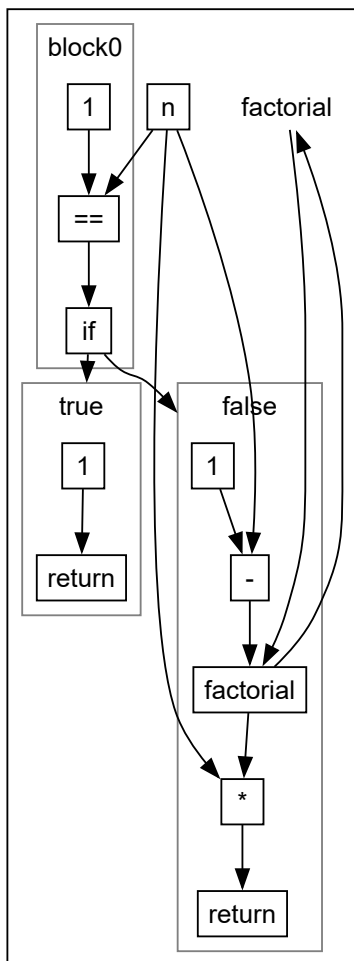 block0
1
n
factorial
==
if
true
false
1
1
return
-
factorial
*
return